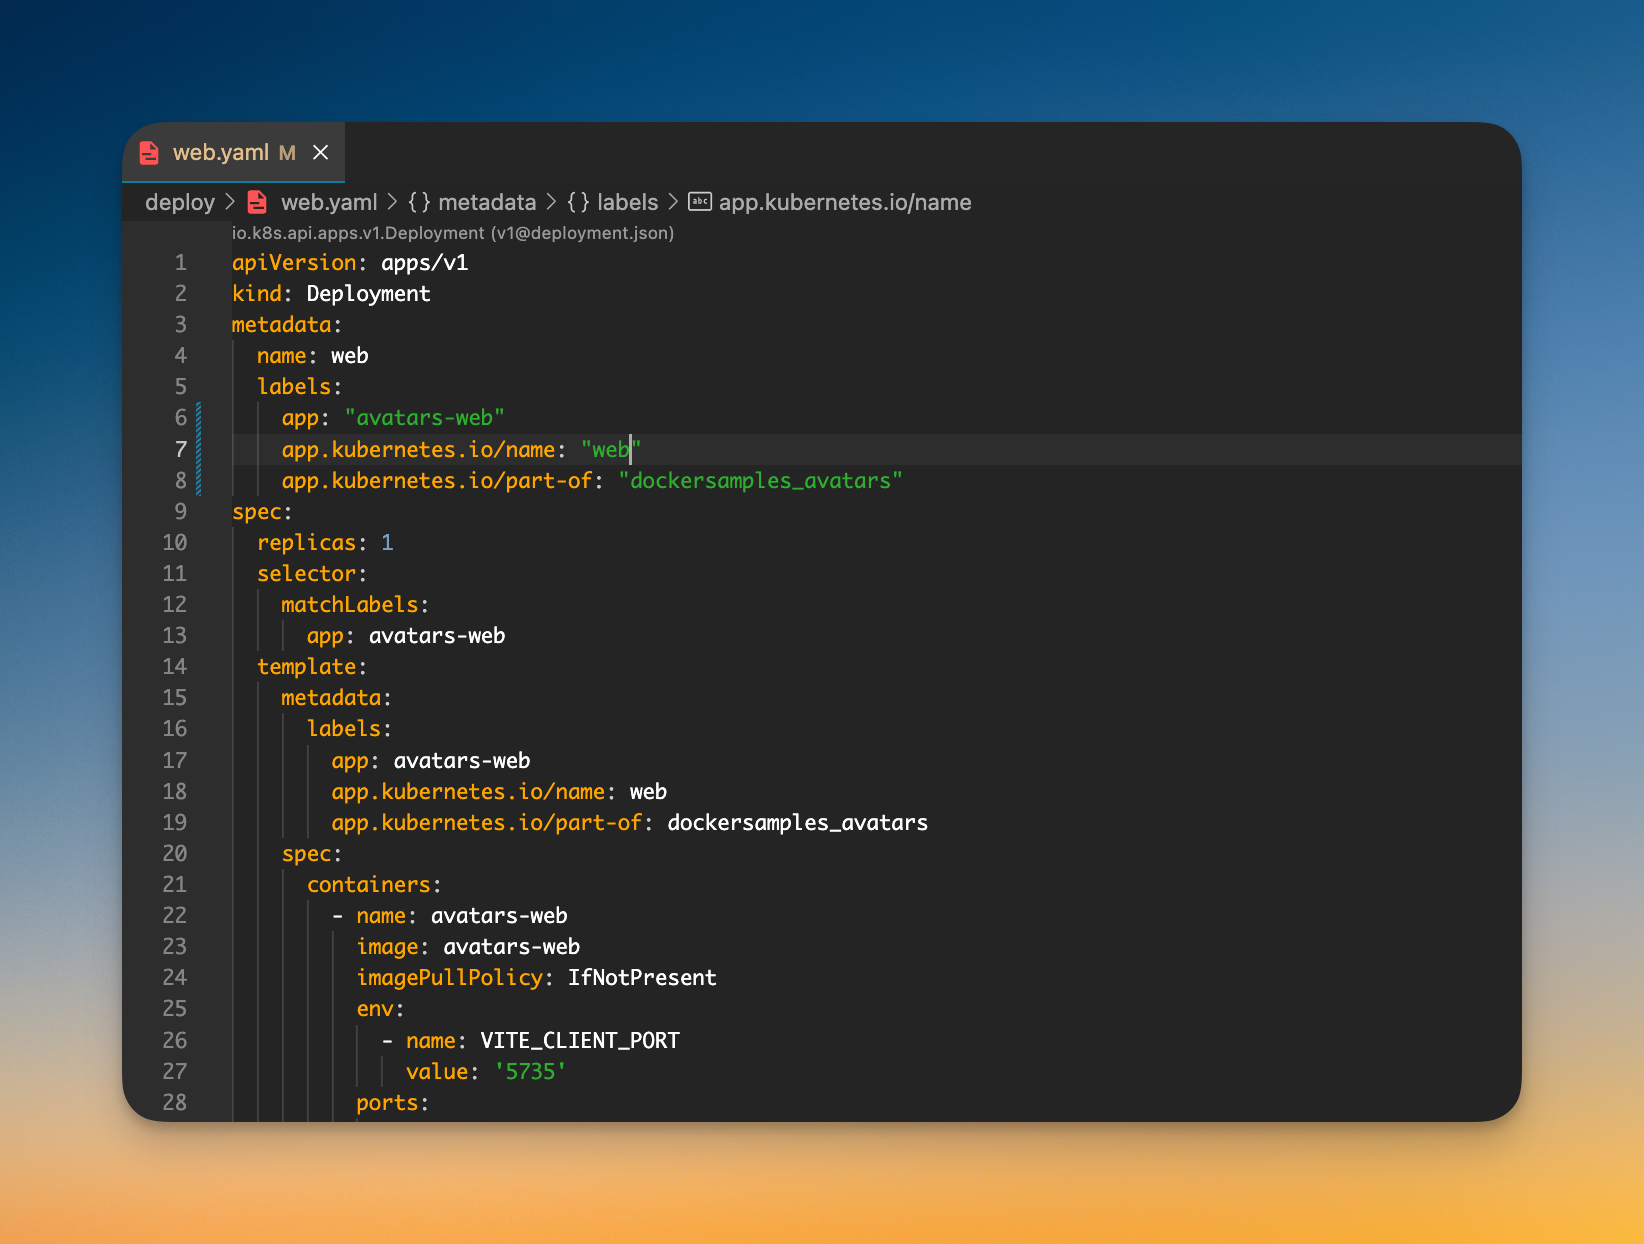 web.yaml M
deploy > web.yaml > {} metadata > {} labels > abc app.kubernetes.io/name
io.k8s.api.apps.v1.Deployment (v1@deployment.json)
1 apiVersion: apps/v1
2 kind: Deployment
3 metadata:
4   name: web
5   labels:
6     app: "avatars-web"
7     app.kubernetes.io/name: "web"
8     app.kubernetes.io/part-of: "dockersamples_avatars"
9 spec:
10   replicas: 1
11   selector:
12     matchLabels:
13       app: avatars-web
14   template:
15     metadata:
16       labels:
17         app: avatars-web
18         app.kubernetes.io/name: web
19         app.kubernetes.io/part-of: dockersamples_avatars
20     spec:
21       containers:
22         - name: avatars-web
23           image: avatars-web
24           imagePullPolicy: IfNotPresent
25           env:
26             - name: VITE_CLIENT_PORT
27               value: '5735'
28           ports: